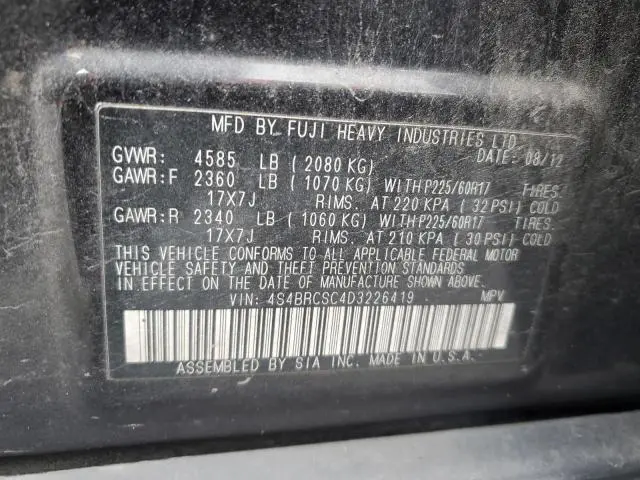 MFD BY FUJI HEAVY INDUSTRIES LTD.
GVWR: 4585 LB ( 2080 KG) DATE: 08/12
GAWR:F 2360 LB ( 1070 KG) WITH P225/60R17 TIRES
17X7J RIMS. AT 220 KPA ( 32 PSI) COLD
GAWR:R 2340 LB ( 1060 KG) WITH P225/60R17 TIRES.
17X7J RIMS. AT 210 KPA ( 30 PSI) COLD
THIS VEHICLE CONFORMS TO ALL APPLICABLE FEDERAL MOTOR
VEHICLE SAFETY AND THEFT PREVENTION STANDARDS
IN EFFECT ON THE DATE OF MANUFACTURE SHOWN ABOVE.
VIN: 4S4BRCSC4D3226419 MPV
ASSEMBLED BY SIA INC. MADE IN U.S.A.